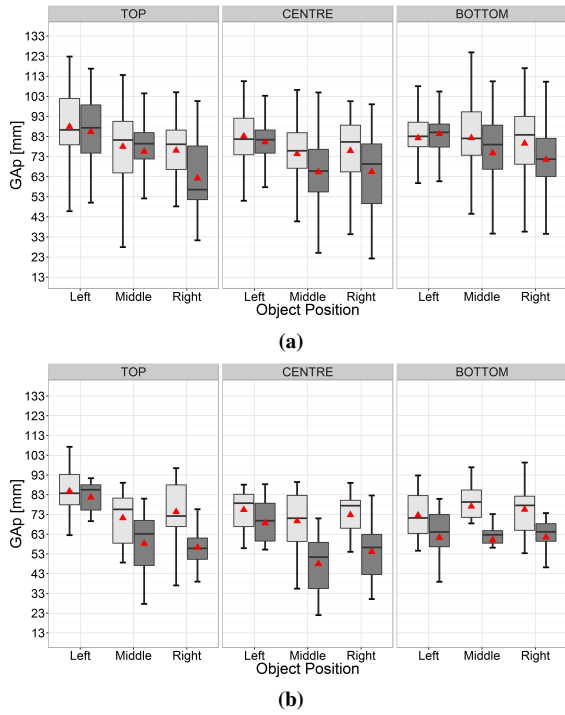 TOP CENTRE BOTTOM
133
123
113
103
93
83
73
63
53
43
33
23
13
GAp [mm]
Left Middle Right Left Middle Right Left Middle Right
Object Position
(a)
TOP CENTRE BOTTOM
133
123
113
103
93
83
73
63
53
43
33
23
13
GAp [mm]
Left Middle Right Left Middle Right Left Middle Right
Object Position
(b)